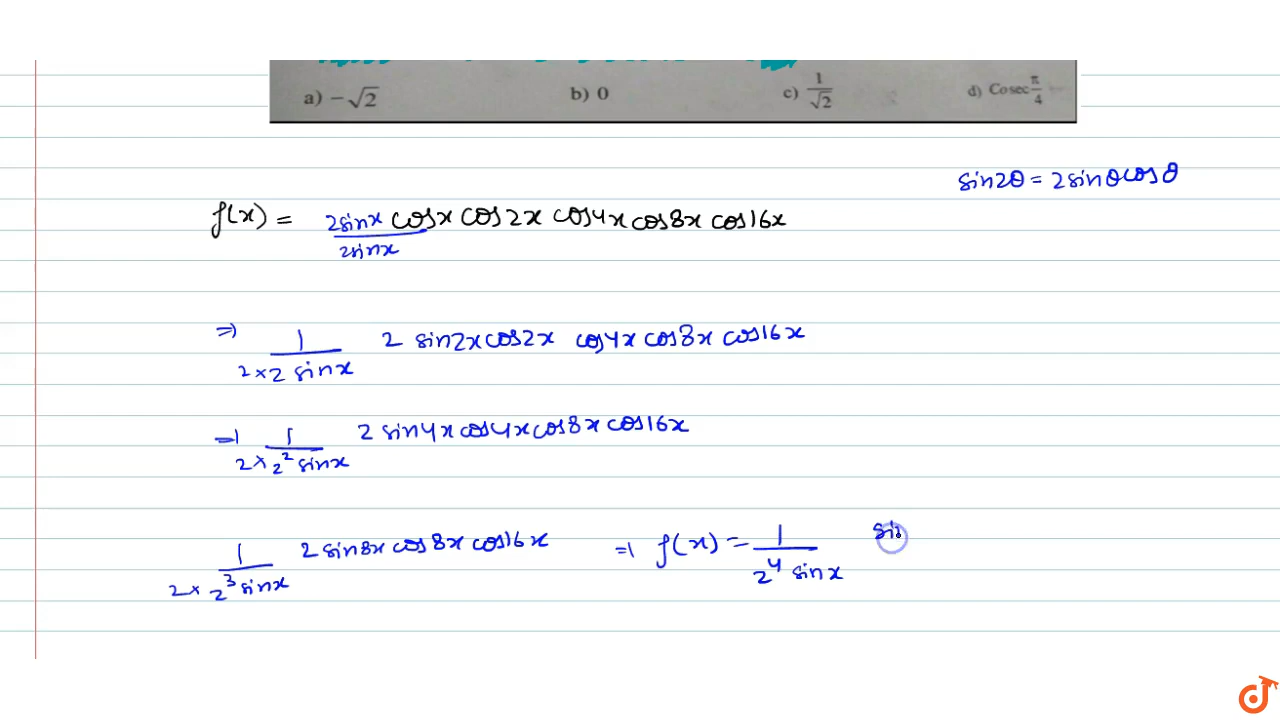 a) -√2 b) 0 c) 1/√2 d) Cosec π/4
sin2θ = 2sinθcosθ
f(x) = 2sinx/2sinx cosx cos2x cos4x cos8x cos16x
⇒ 1/2×2 sinx 2 sin2x cos2x cos4x cos8x cos16x
⇒ 1/2×2² sinx 2 sin4x cos4x cos8x cos16x
1/2×2³ sinx 2 sin8x cos8x cos16x ⇒ f(x) = 1/2⁴ sinx si